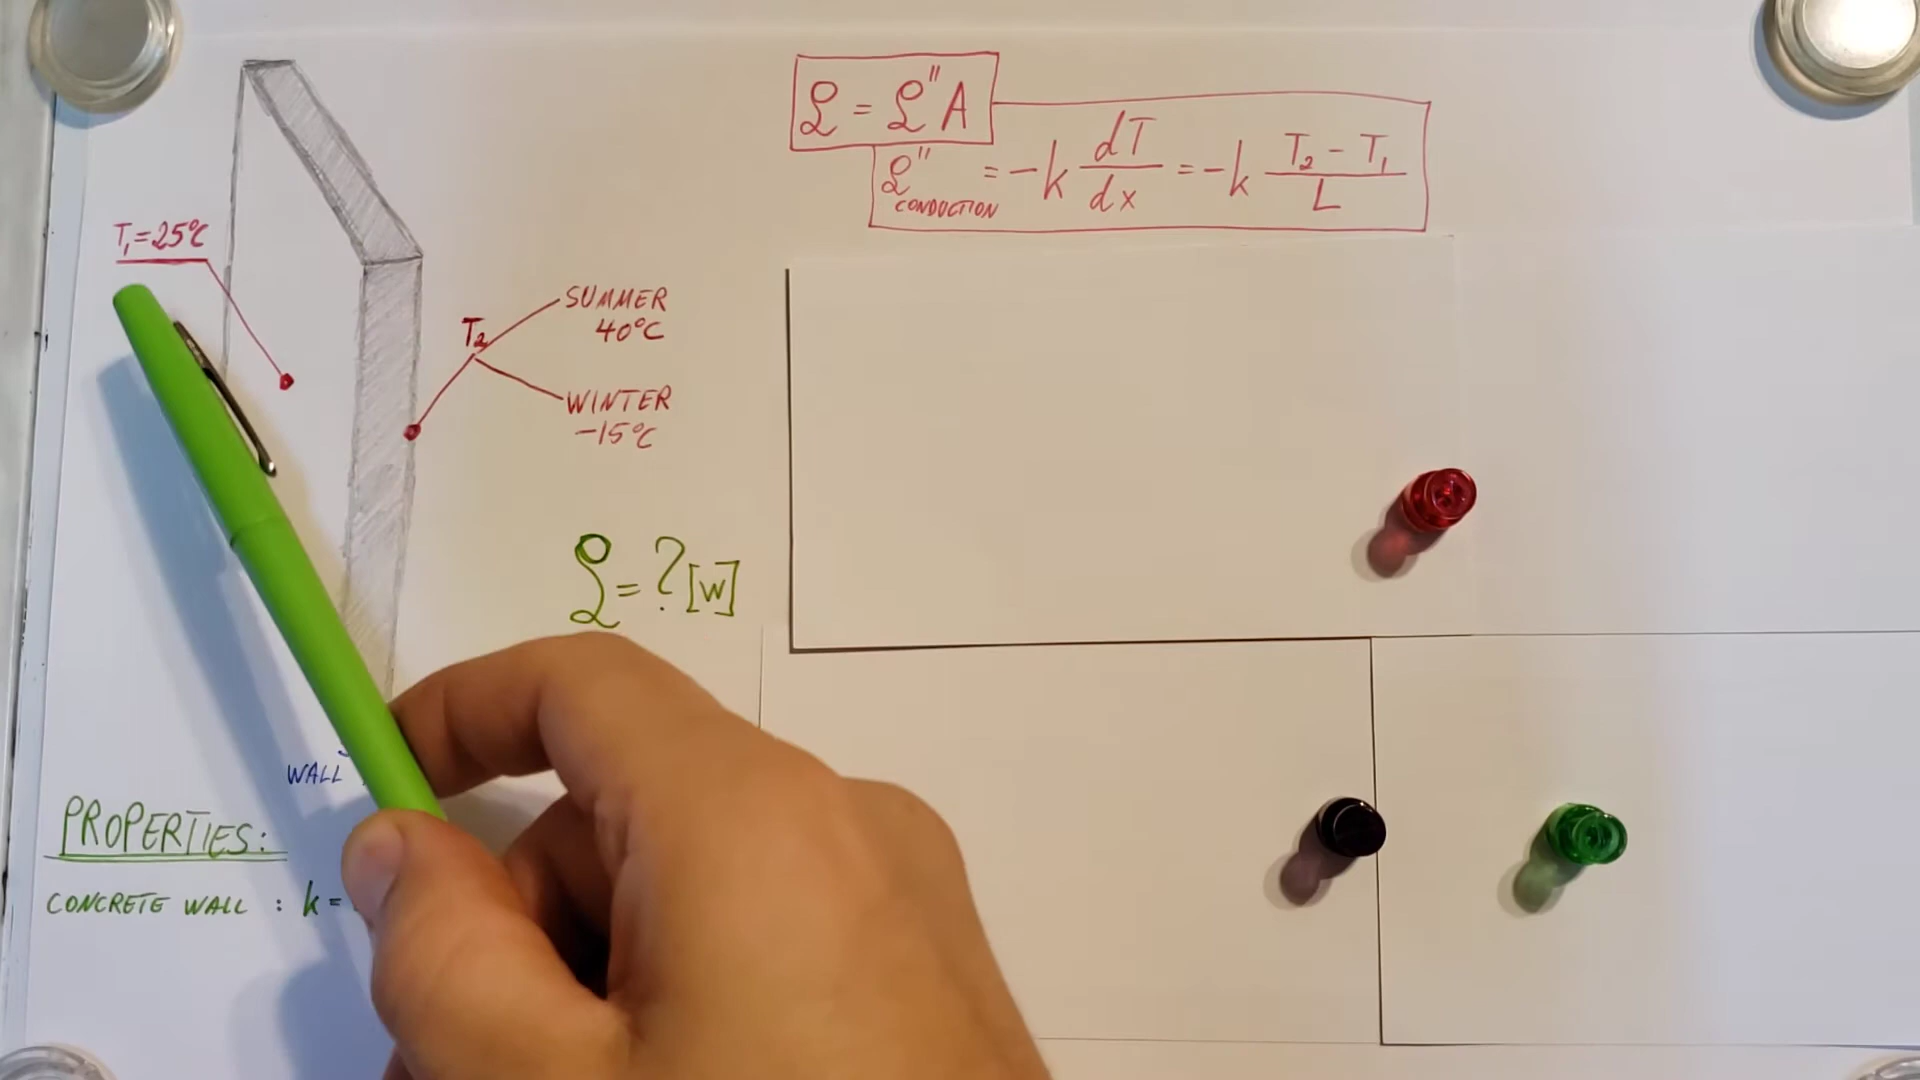 T₁=25°C
T₂
SUMMER
40°C
WINTER
-15°C
q = q"A
q"CONDUCTION = -k dT/dx = -k (T₂ - T₁)/L
q = ? [W]
WALL
PROPERTIES:
CONCRETE WALL : k =